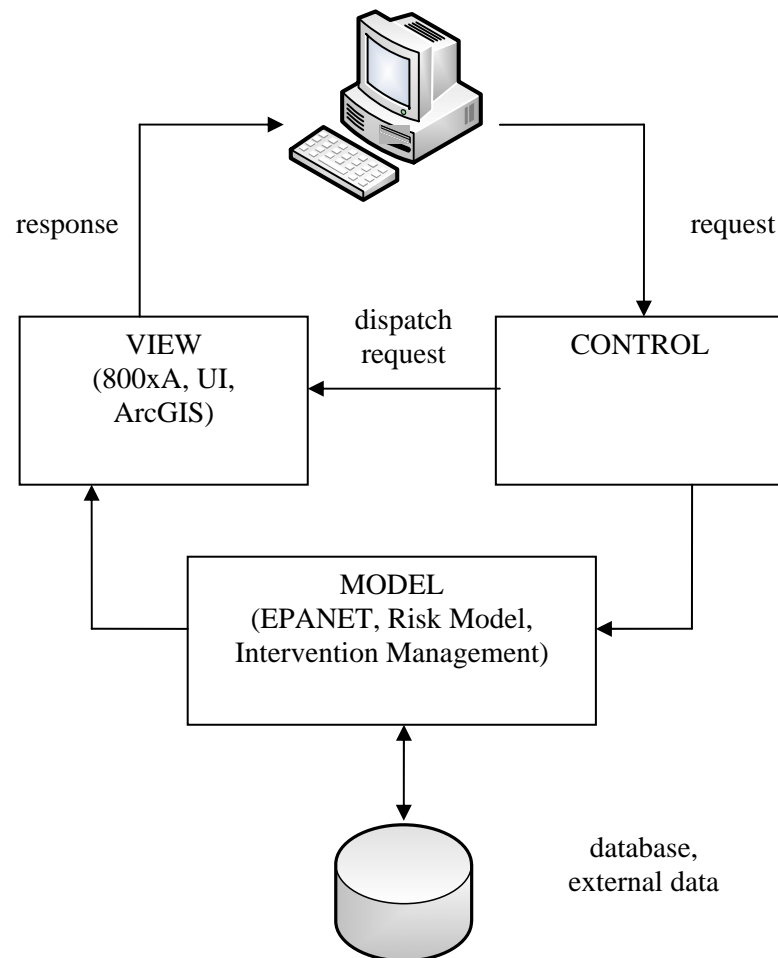 response
request
dispatch
request
VIEW
(800xA, UI,
ArcGIS)
CONTROL
MODEL
(EPANET, Risk Model,
Intervention Management)
database,
external data